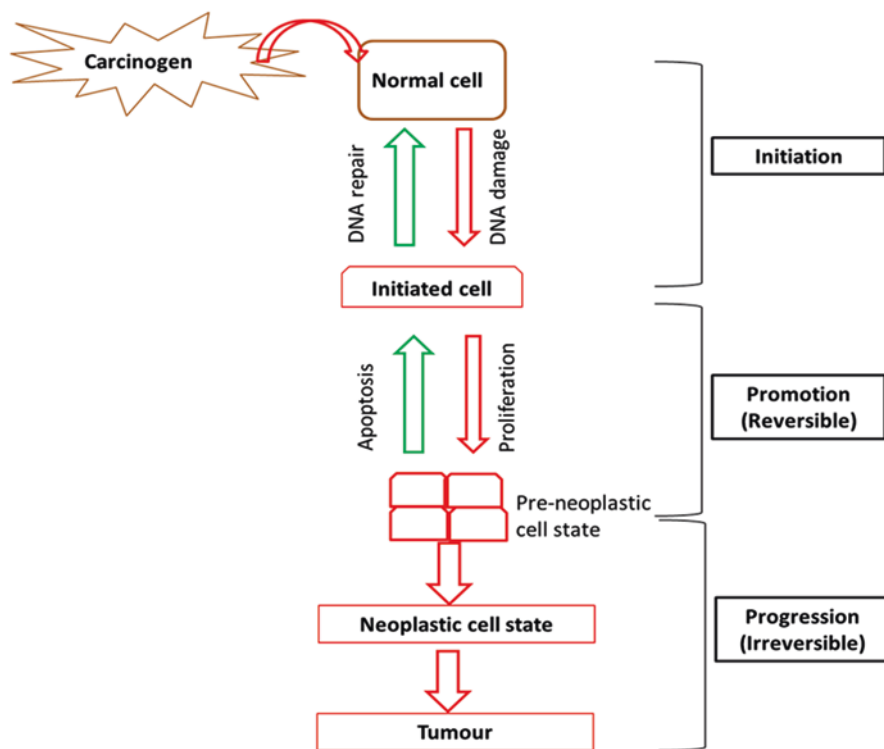 Carcinogen
Normal cell
DNA repair
DNA damage
Initiation
Initiated cell
Apoptosis
Proliferation
Promotion
(Reversible)
Pre-neoplastic
cell state
Neoplastic cell state
Progression
(Irreversible)
Tumour